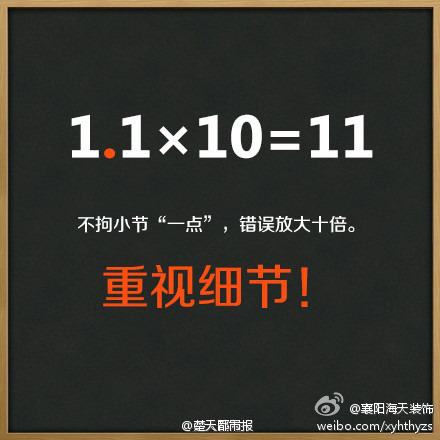 1.1×10=11
不拘小节“一点”，错误放大十倍。
重视细节！
@襄阳海天装饰
@楚天都市报
weibo.com/xyhthyzs